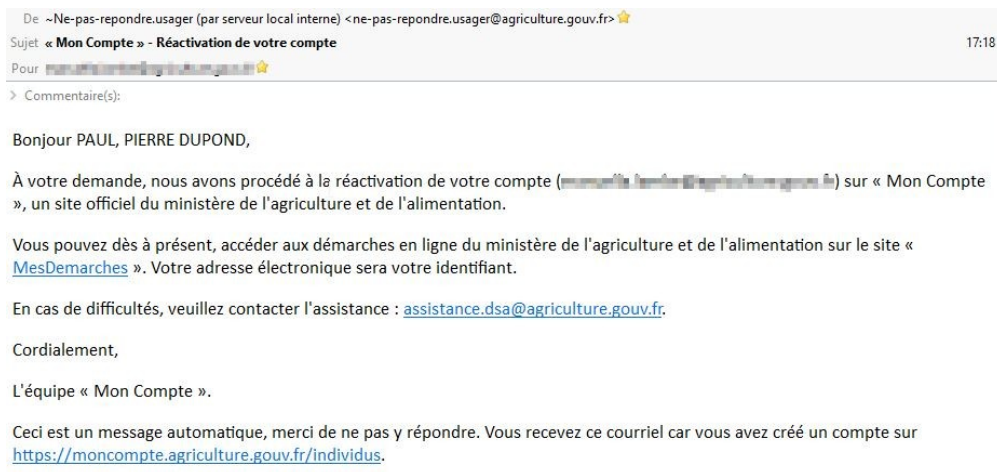 De ~Ne-pas-repondre.usager (par serveur local interne) <ne-pas-repondre.usager@agriculture.gouv.fr>
Sujet « Mon Compte » - Réactivation de votre compte 17:18
Pour
> Commentaire(s):
Bonjour PAUL, PIERRE DUPOND,
À votre demande, nous avons procédé à la réactivation de votre compte () sur « Mon Compte
», un site officiel du ministère de l'agriculture et de l'alimentation.
Vous pouvez dès à présent, accéder aux démarches en ligne du ministère de l'agriculture et de l'alimentation sur le site «
MesDemarches ». Votre adresse électronique sera votre identifiant.
En cas de difficultés, veuillez contacter l'assistance : assistance.dsa@agriculture.gouv.fr.
Cordialement,
L'équipe « Mon Compte ».
Ceci est un message automatique, merci de ne pas y répondre. Vous recevez ce courriel car vous avez créé un compte sur
https://moncompte.agriculture.gouv.fr/individus.